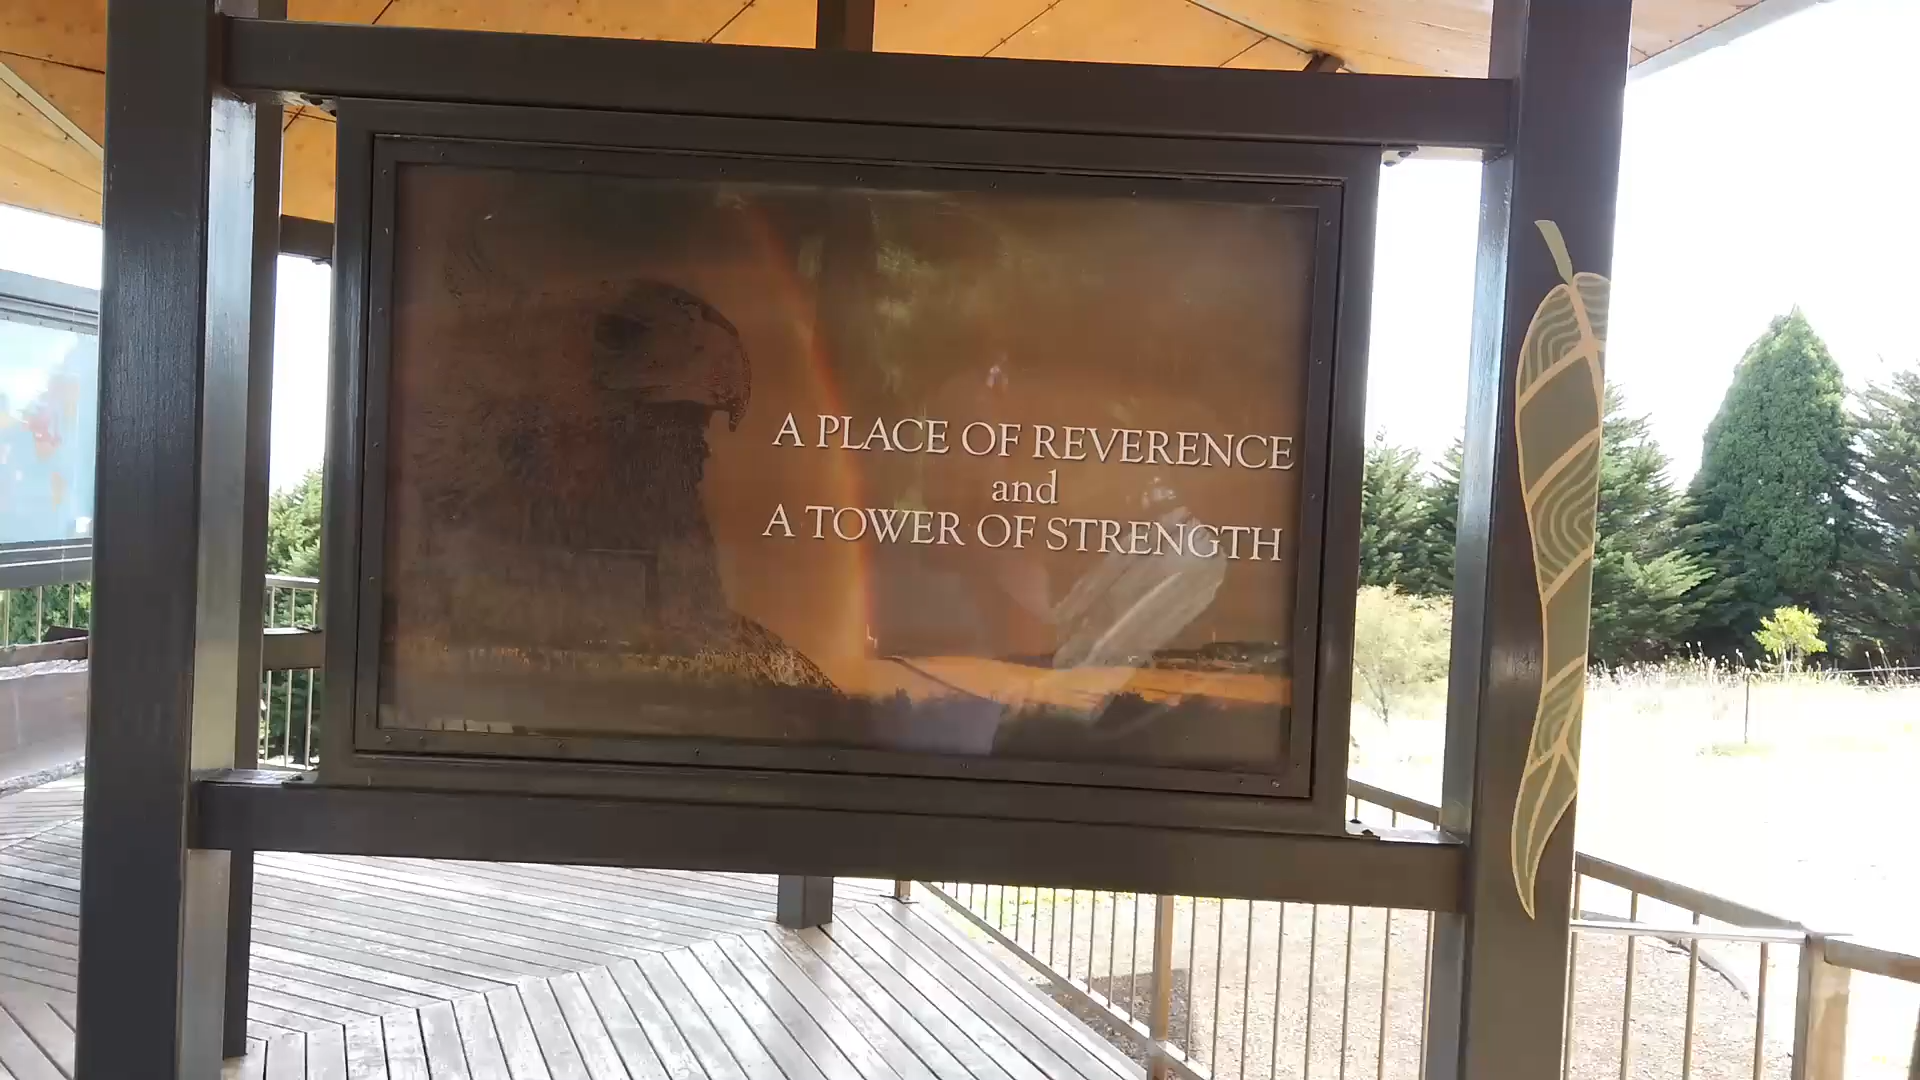 A PLACE OF REVERENCE
and
A TOWER OF STRENGTH